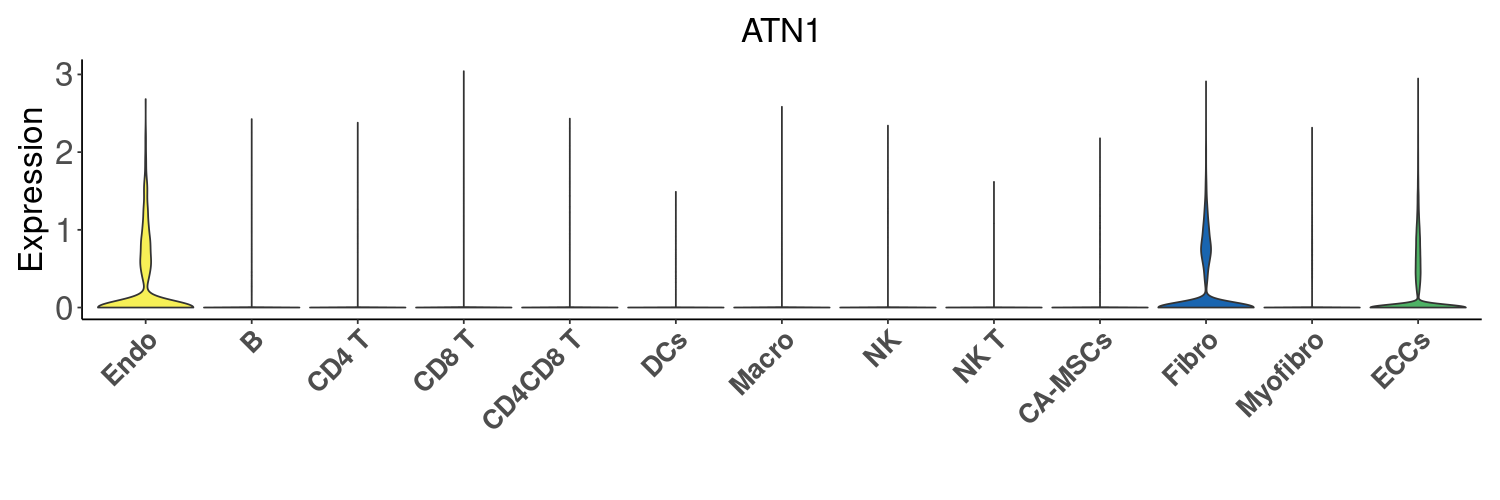 ATN1
Expression
3
2
1
0
Endo
B
CD4 T
CD8 T
CD4CD8 T
DCs
Macro
NK
NK T
CA-MSCs
Fibro
Myofibro
ECCs